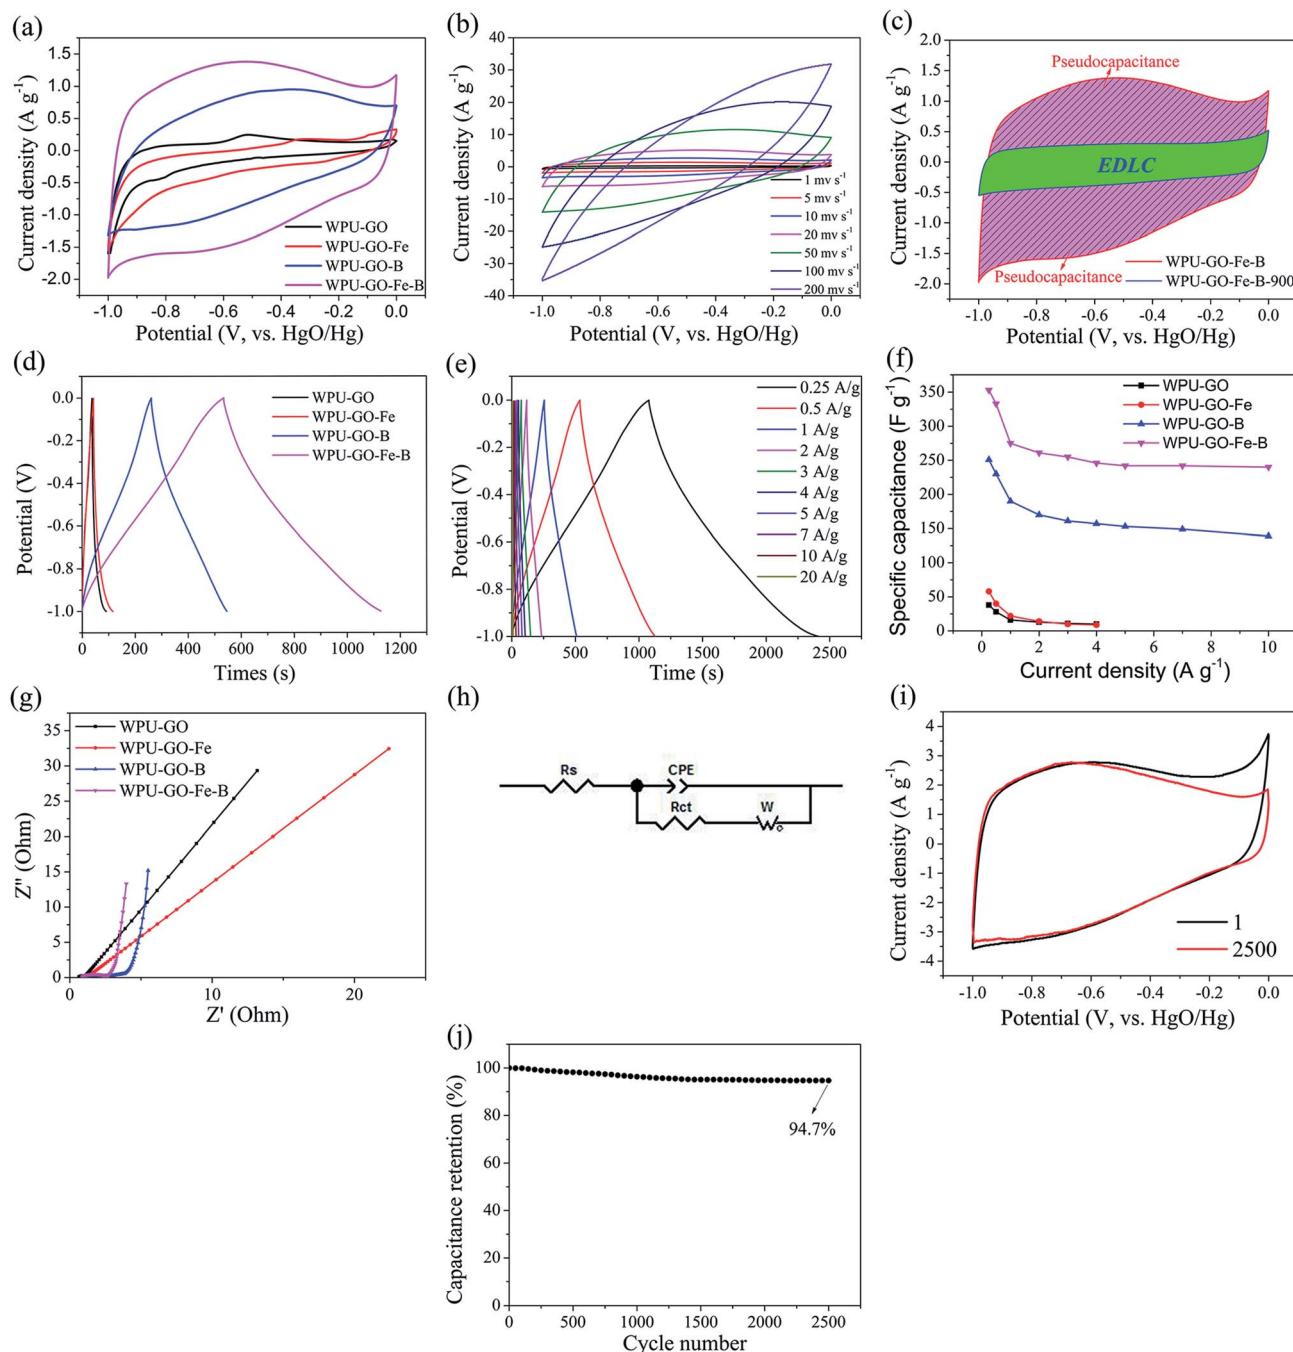 (a)
Current density (A g⁻¹)
1.5
1.0
0.5
0.0
-0.5
-1.0
-1.5
-2.0
WPU-GO
WPU-GO-Fe
WPU-GO-B
WPU-GO-Fe-B
-1.0 -0.8 -0.6 -0.4 -0.2 0.0
Potential (V, vs. HgO/Hg)
(b)
Current density (A g⁻¹)
40
30
20
10
0
-10
-20
-30
-40
1 mv s⁻¹
5 mv s⁻¹
10 mv s⁻¹
20 mv s⁻¹
50 mv s⁻¹
100 mv s⁻¹
200 mv s⁻¹
-1.0 -0.8 -0.6 -0.4 -0.2 0.0
Potential (V, vs. HgO/Hg)
(c)
Current density (A g⁻¹)
2.0
1.5
1.0
0.5
0.0
-0.5
-1.0
-1.5
-2.0
Pseudocapacitance
EDLC
Pseudocapacitance
WPU-GO-Fe-B
WPU-GO-Fe-B-900
-1.0 -0.8 -0.6 -0.4 -0.2 0.0
Potential (V, vs. HgO/Hg)
(d)
Potential (V)
0.0
-0.2
-0.4
-0.6
-0.8
-1.0
WPU-GO
WPU-GO-Fe
WPU-GO-B
WPU-GO-Fe-B
0 200 400 600 800 1000 1200
Times (s)
(e)
Potential (V)
0.0
-0.2
-0.4
-0.6
-0.8
-1.0
0.25 A/g
0.5 A/g
1 A/g
2 A/g
3 A/g
4 A/g
5 A/g
7 A/g
10 A/g
20 A/g
0 500 1000 1500 2000 2500
Time (s)
(f)
Specific capacitance (F g⁻¹)
350
300
250
200
150
100
50
0
WPU-GO
WPU-GO-Fe
WPU-GO-B
WPU-GO-Fe-B
0 2 4 6 8 10
Current density (A g⁻¹)
(g)
Z'' (Ohm)
35
30
25
20
15
10
5
0
WPU-GO
WPU-GO-Fe
WPU-GO-B
WPU-GO-Fe-B
0 10 20
Z' (Ohm)
(h)
Rs CPE
Rct W
(i)
Current density (A g⁻¹)
4
3
2
1
0
-1
-2
-3
-4
1
2500
-1.0 -0.8 -0.6 -0.4 -0.2 0.0
Potential (V, vs. HgO/Hg)
(j)
Capacitance retention (%)
100
80
60
40
20
0
94.7%
0 500 1000 1500 2000 2500
Cycle number